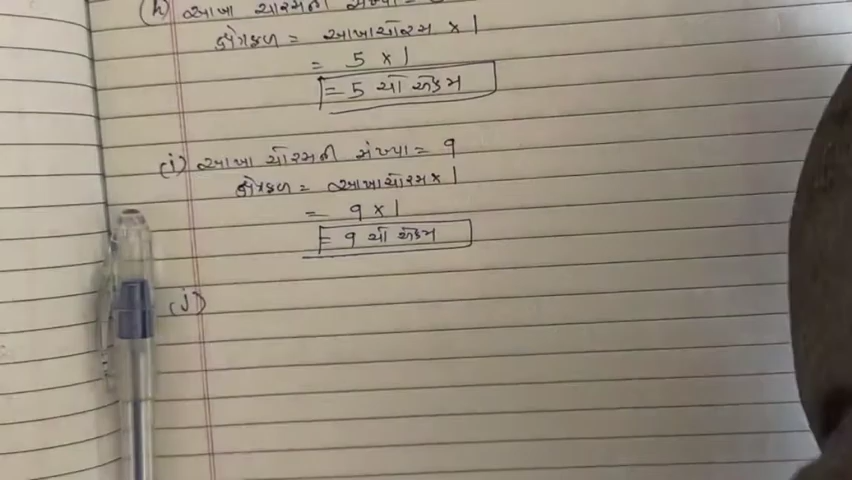 (h) આખા ચોરસની સંખ્યા =
ક્ષેત્રફળ = આખાચોરસ × 1
= 5 × 1
= 5 ચો એકમ
(i) આખા ચોરસની સંખ્યા = 9
ક્ષેત્રફળ = આખાચોરસ × 1
= 9 × 1
= 9 ચો એકમ
(j)